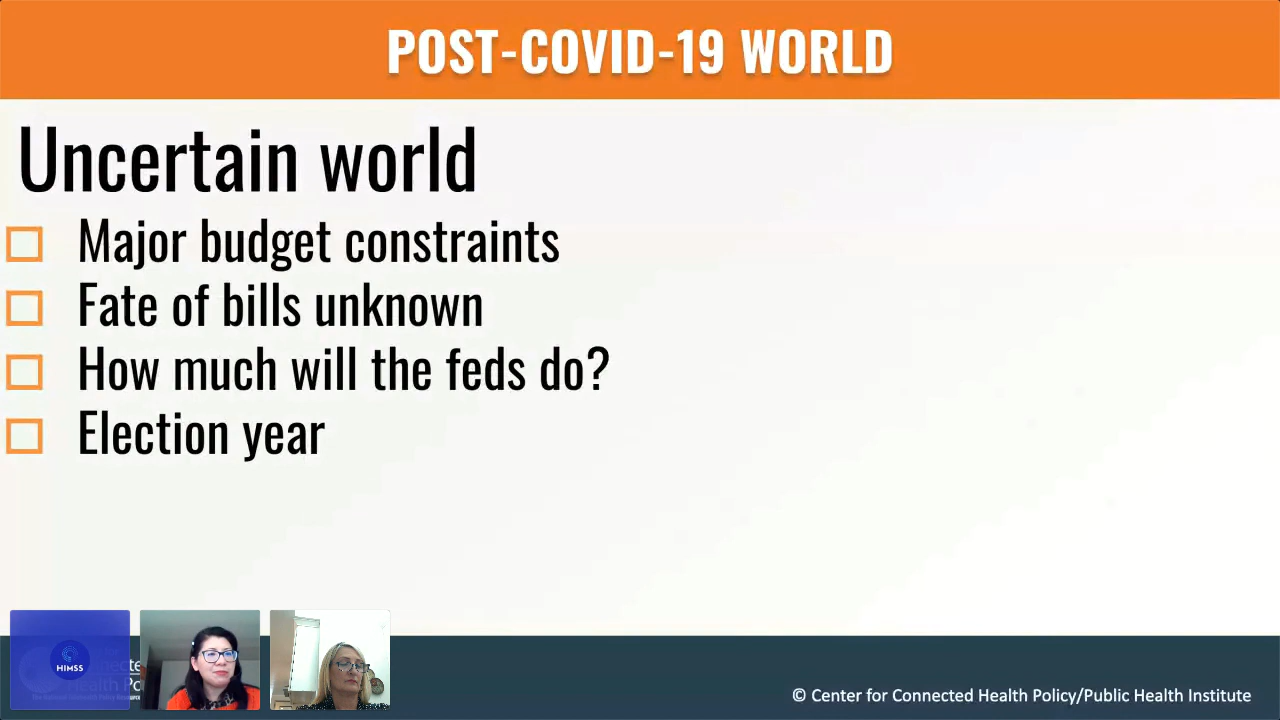 POST-COVID-19 WORLD
Uncertain world
Major budget constraints
Fate of bills unknown
How much will the feds do?
Election year
HIMSS
© Center for Connected Health Policy/Public Health Institute